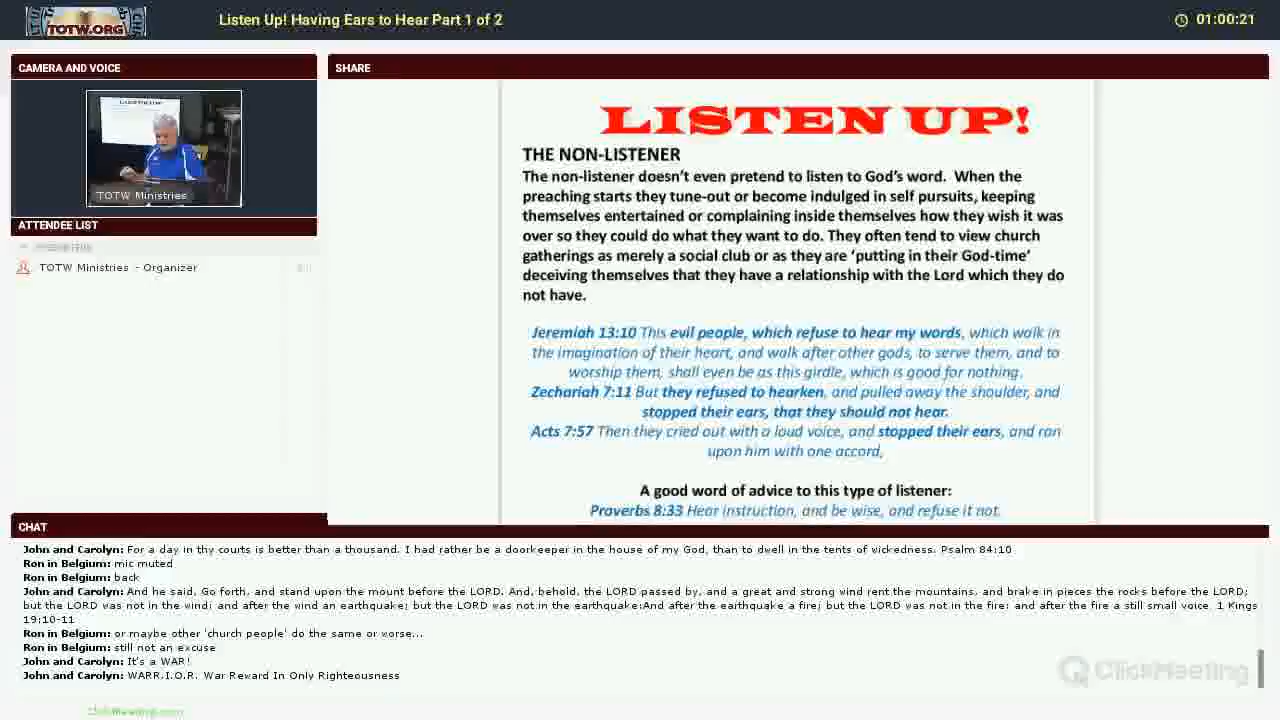 TOTW.ORG
Listen Up! Having Ears to Hear Part 1 of 2
01:00:21
CAMERA AND VOICE
TOTW Ministries
ATTENDEE LIST
TOTW Ministries - Organizer
SHARE
LISTEN UP!
THE NON-LISTENER
The non-listener doesn't even pretend to listen to God's word. When the
preaching starts they tune-out or become indulged in self pursuits, keeping
themselves entertained or complaining inside themselves how they wish it was
over so they could do what they want to do. They often tend to view church
gatherings as merely a social club or as they are 'putting in their God-time'
deceiving themselves that they have a relationship with the Lord which they do
not have.
Jeremiah 13:10 This evil people, which refuse to hear my words, which walk in
the imagination of their heart, and walk after other gods, to serve them, and to
worship them, shall even be as this girdle, which is good for nothing.
Zechariah 7:11 But they refused to hearken, and pulled away the shoulder, and
stopped their ears, that they should not hear.
Acts 7:57 Then they cried out with a loud voice, and stopped their ears, and ran
upon him with one accord,
A good word of advice to this type of listener:
Proverbs 8:33 Hear instruction, and be wise, and refuse it not.
CHAT
John and Carolyn: For a day in thy courts is better than a thousand. I had rather be a doorkeeper in the house of my God, than to dwell in the tents of wickedness. Psalm 84:10
Ron in Belgium: mic muted
Ron in Belgium: back
John and Carolyn: And he said, Go forth, and stand upon the mount before the LORD. And, behold, the LORD passed by, and a great and strong wind rent the mountains, and brake in pieces the rocks before the LORD;
but the LORD was not in the wind; and after the wind an earthquake; but the LORD was not in the earthquake:And after the earthquake a fire; but the LORD was not in the fire: and after the fire a still small voice. 1 Kings
19:10-11
Ron in Belgium: or maybe other 'church people' do the same or worse...
Ron in Belgium: still not an excuse
John and Carolyn: It's a WAR!
John and Carolyn: WARR.I.O.R. War Reward In Only Righteousness
ClickMeeting